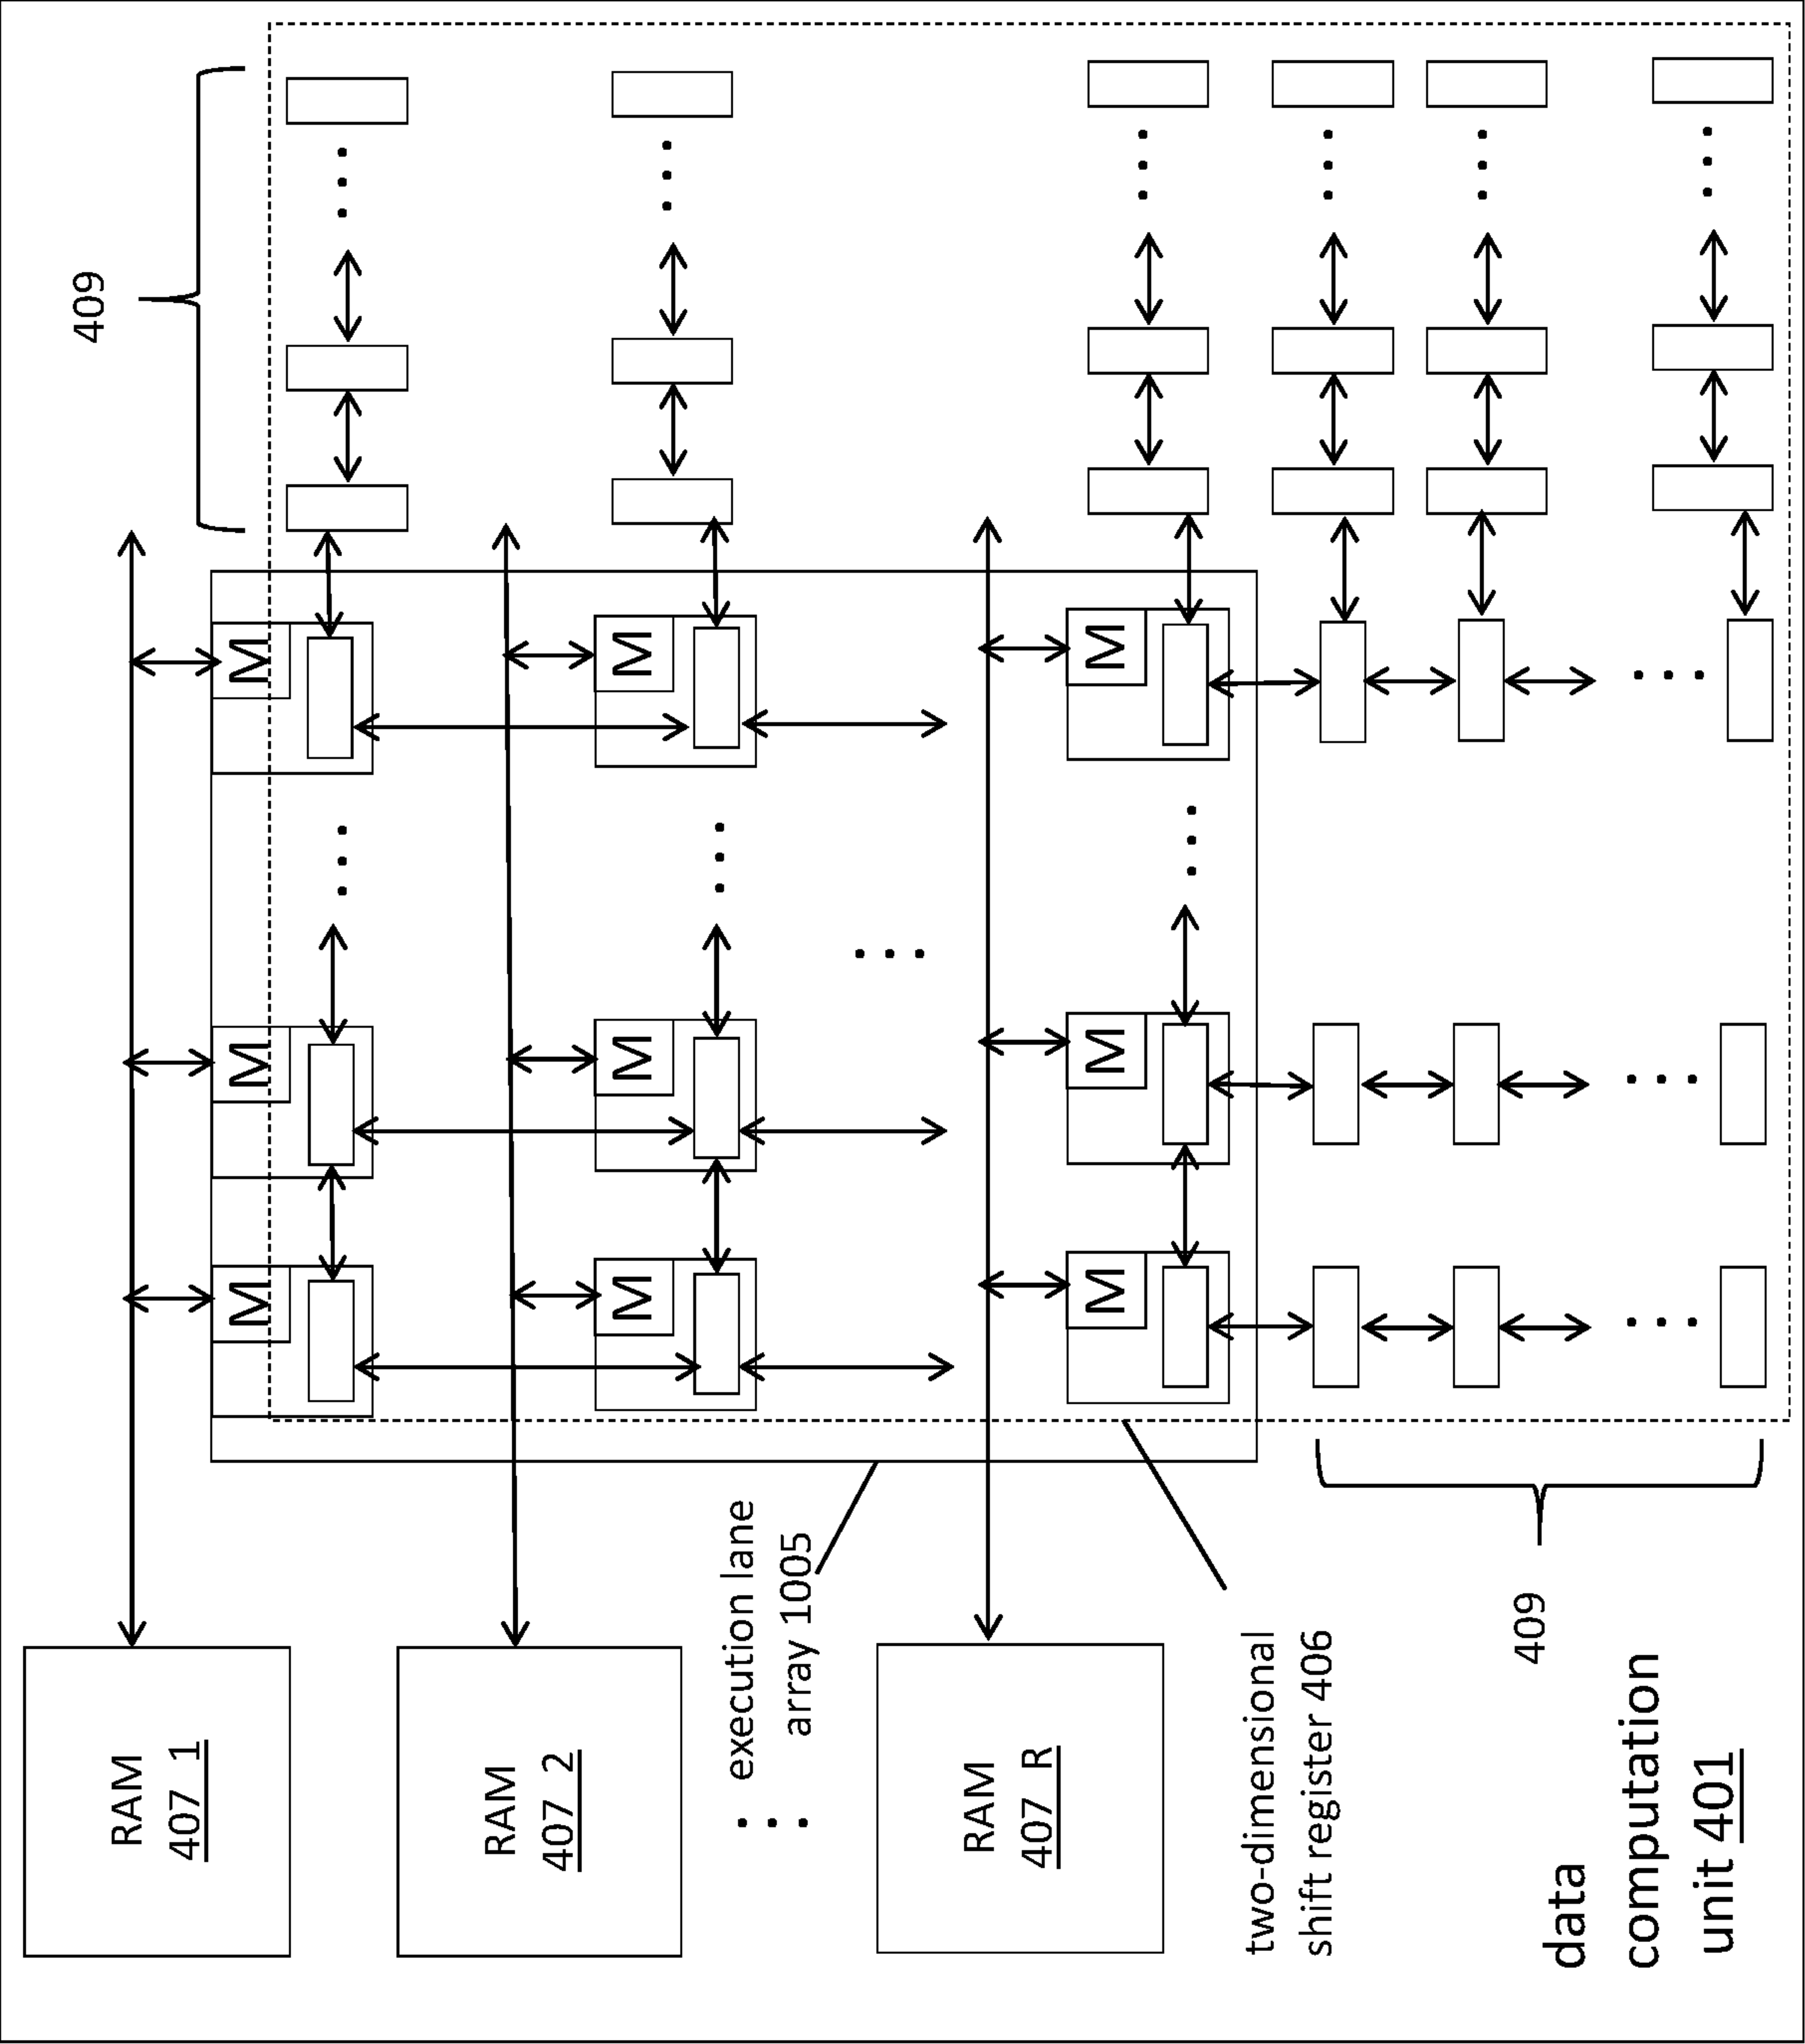 409
RAM
407_1
M M M
RAM
407_2
M M M
execution lane
array 1005
RAM
407_R
M M M
two-dimensional
shift register 406
409
data
computation
unit 401